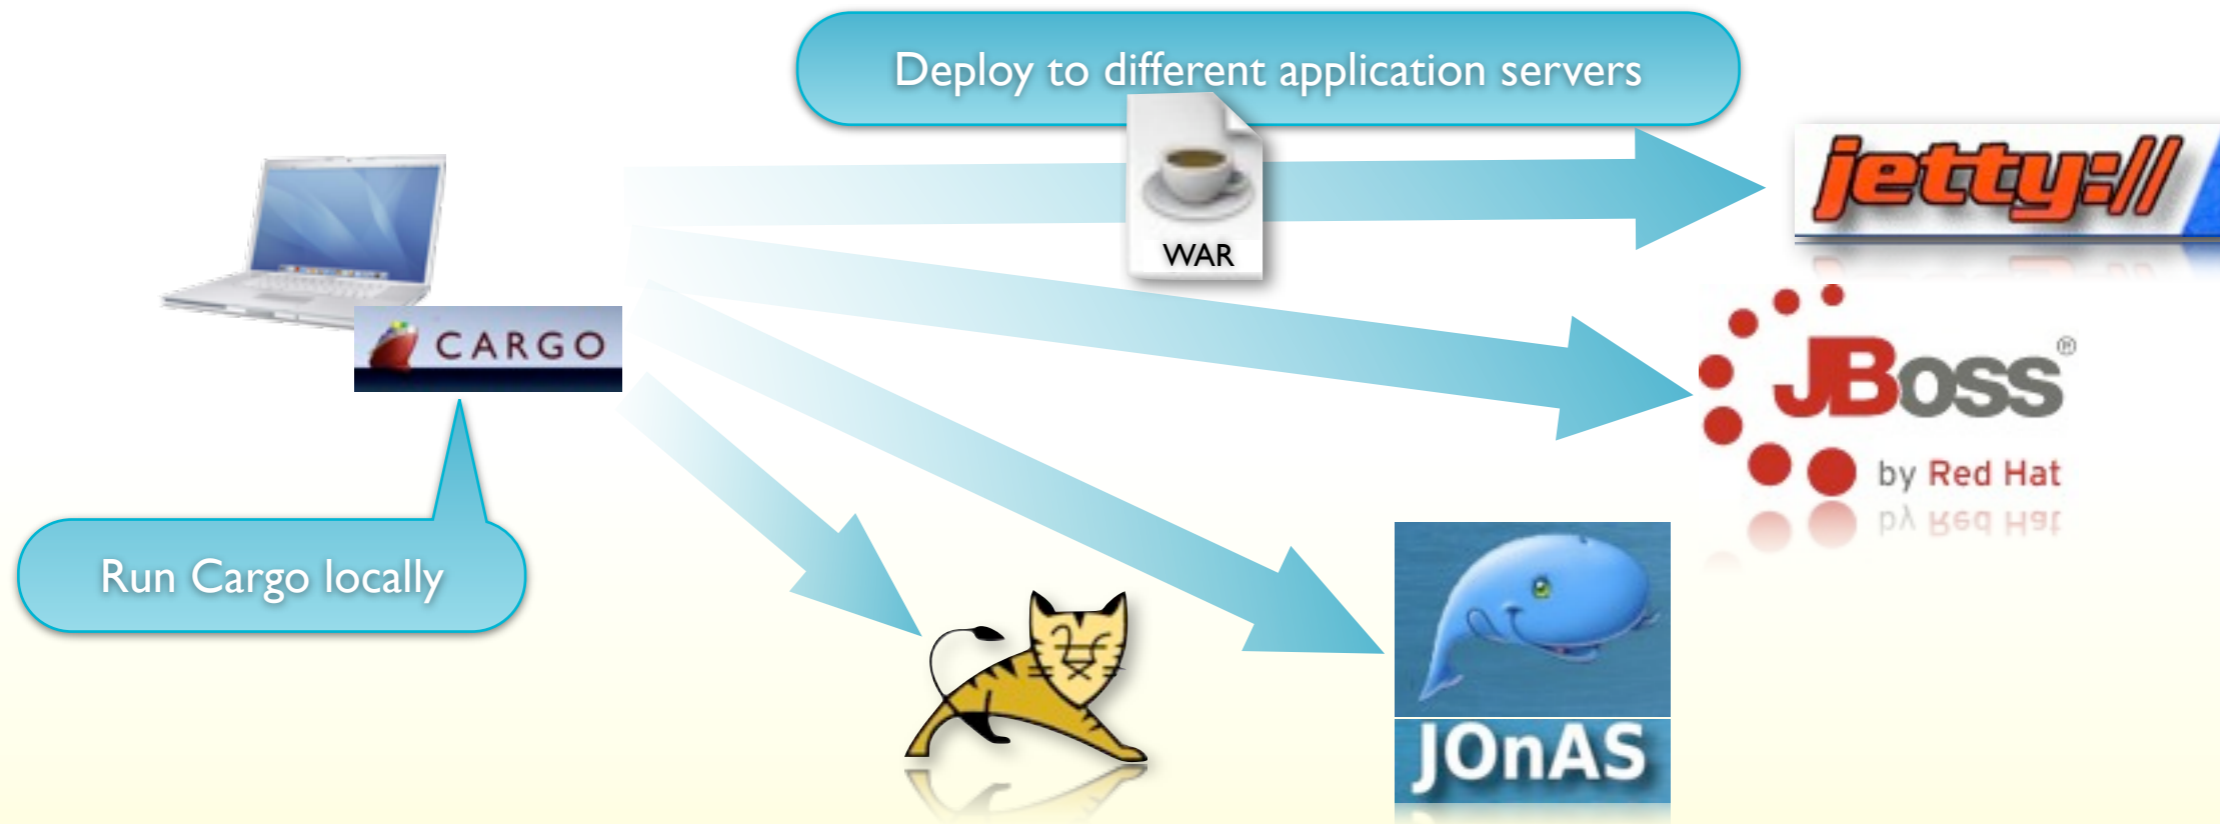 Deploy to different application servers
WAR
jetty://
CARGO
JBoss®
by Red Hat
Run Cargo locally
JOnAS